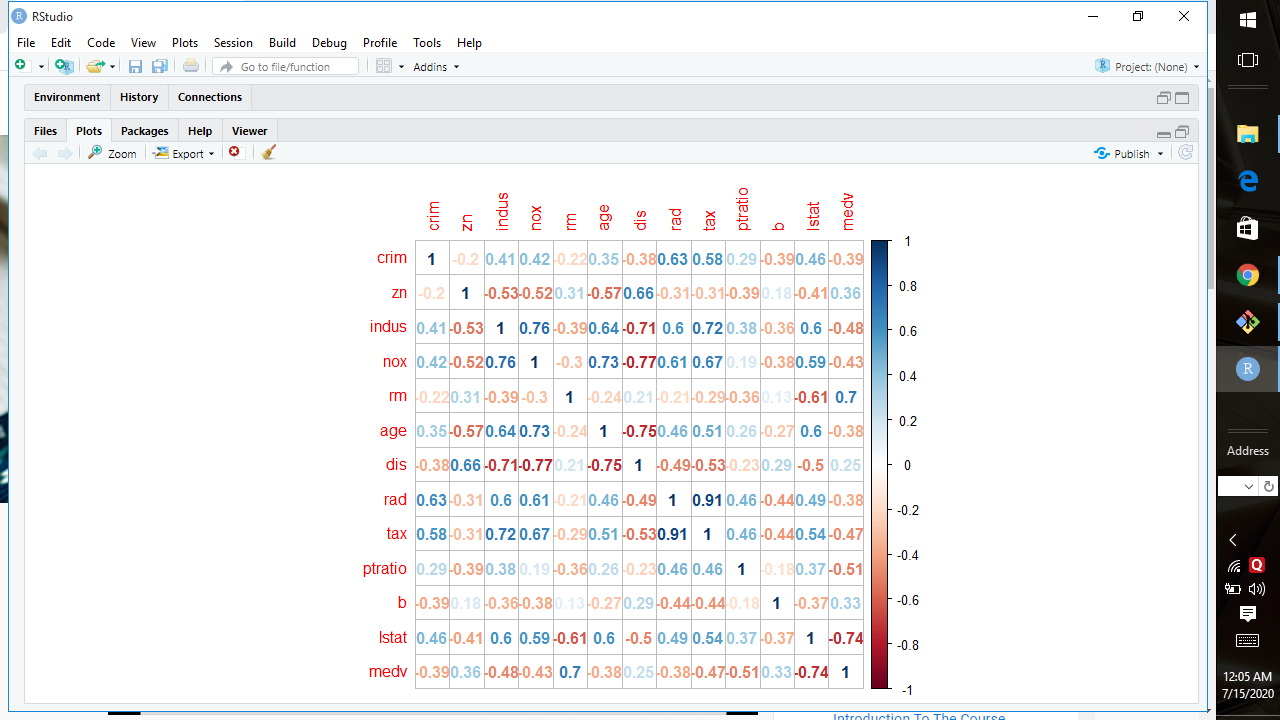 RStudio
File Edit Code View Plots Session Build Debug Profile Tools Help
Go to file/function Addins Project: (None)
Environment History Connections
Files Plots Packages Help Viewer
Zoom Export Publish
crim zn indus nox rm age dis rad tax ptratio b lstat medv
crim 1 -0.2 0.41 0.42 -0.22 0.35 -0.38 0.63 0.58 0.29 -0.39 0.46 -0.39
zn -0.2 1 -0.53 -0.52 0.31 -0.57 0.66 -0.31 -0.31 -0.39 0.18 -0.41 0.36
indus 0.41 -0.53 1 0.76 -0.39 0.64 -0.71 0.6 0.72 0.38 -0.36 0.6 -0.48
nox 0.42 -0.52 0.76 1 -0.3 0.73 -0.77 0.61 0.67 0.19 -0.38 0.59 -0.43
rm -0.22 0.31 -0.39 -0.3 1 -0.24 0.21 -0.21 -0.29 -0.36 0.13 -0.61 0.7
age 0.35 -0.57 0.64 0.73 -0.24 1 -0.75 0.46 0.51 0.26 -0.27 0.6 -0.38
dis -0.38 0.66 -0.71 -0.77 0.21 -0.75 1 -0.49 -0.53 -0.23 0.29 -0.5 0.25
rad 0.63 -0.31 0.6 0.61 -0.21 0.46 -0.49 1 0.91 0.46 -0.44 0.49 -0.38
tax 0.58 -0.31 0.72 0.67 -0.29 0.51 -0.53 0.91 1 0.46 -0.44 0.54 -0.47
ptratio 0.29 -0.39 0.38 0.19 -0.36 0.26 -0.23 0.46 0.46 1 -0.18 0.37 -0.51
b -0.39 0.18 -0.36 -0.38 0.13 -0.27 0.29 -0.44 -0.44 -0.18 1 -0.37 0.33
lstat 0.46 -0.41 0.6 0.59 -0.61 0.6 -0.5 0.49 0.54 0.37 -0.37 1 -0.74
medv -0.39 0.36 -0.48 -0.43 0.7 -0.38 0.25 -0.38 -0.47 -0.51 0.33 -0.74 1
1
0.8
0.6
0.4
0.2
0
-0.2
-0.4
-0.6
-0.8
-1
Address
12:05 AM
7/15/2020
Introduction To The Course